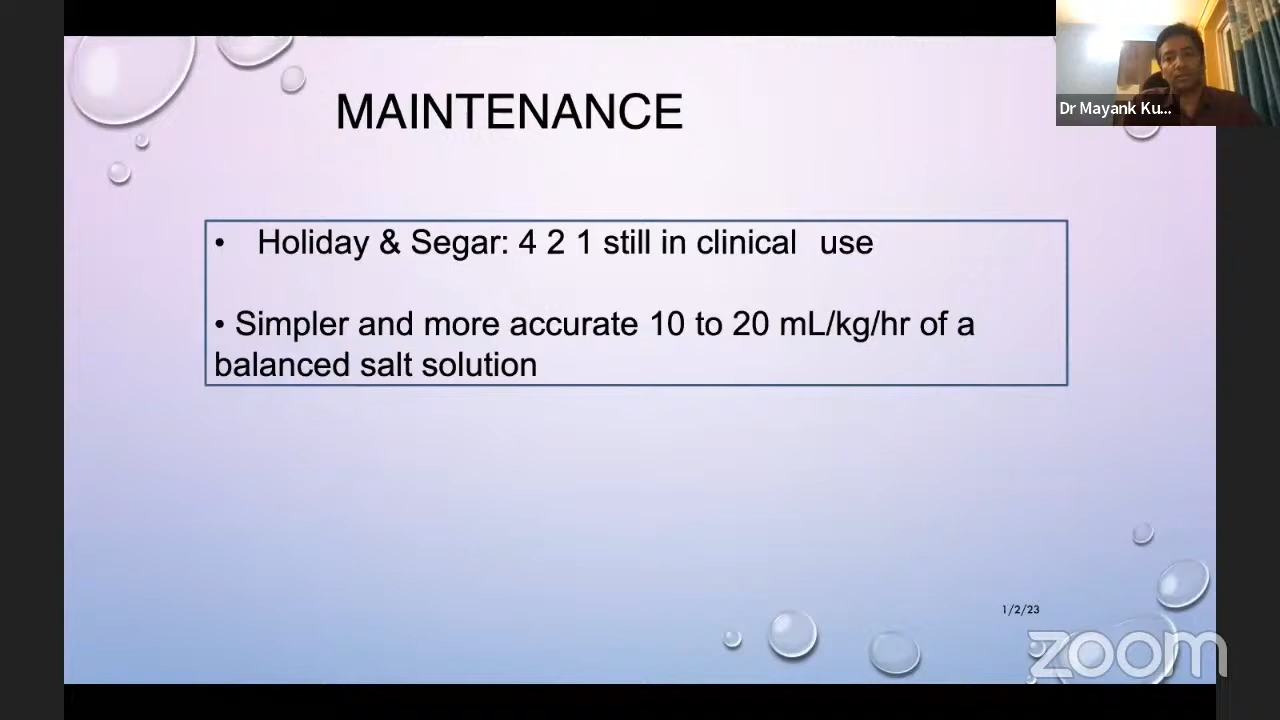 Dr Mayank Ku...
MAINTENANCE
• Holiday & Segar: 4 2 1 still in clinical use
• Simpler and more accurate 10 to 20 mL/kg/hr of a
balanced salt solution
1/2/23
zoom